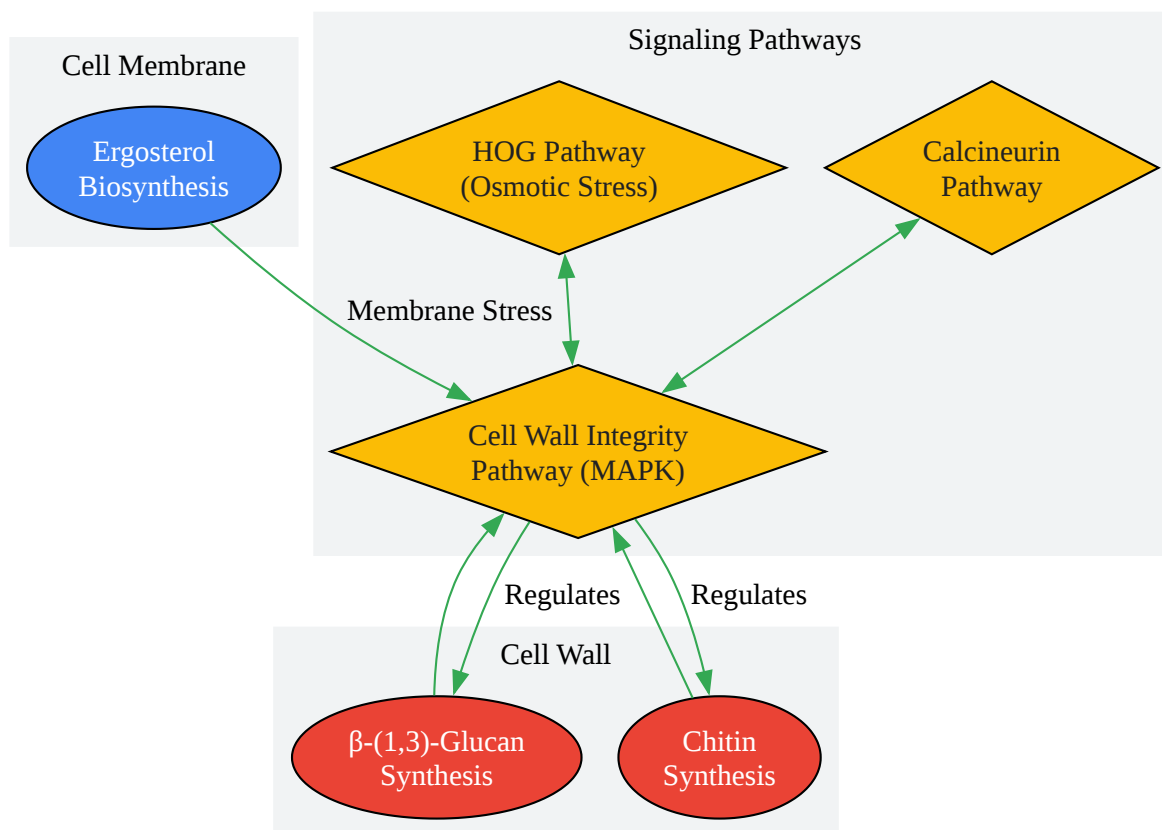 Signaling Pathways
Cell Membrane
Ergosterol
Biosynthesis
HOG Pathway
(Osmotic Stress)
Calcineurin
Pathway
Membrane Stress
Cell Wall Integrity
Pathway (MAPK)
Regulates
Regulates
Cell Wall
β-(1,3)-Glucan
Synthesis
Chitin
Synthesis